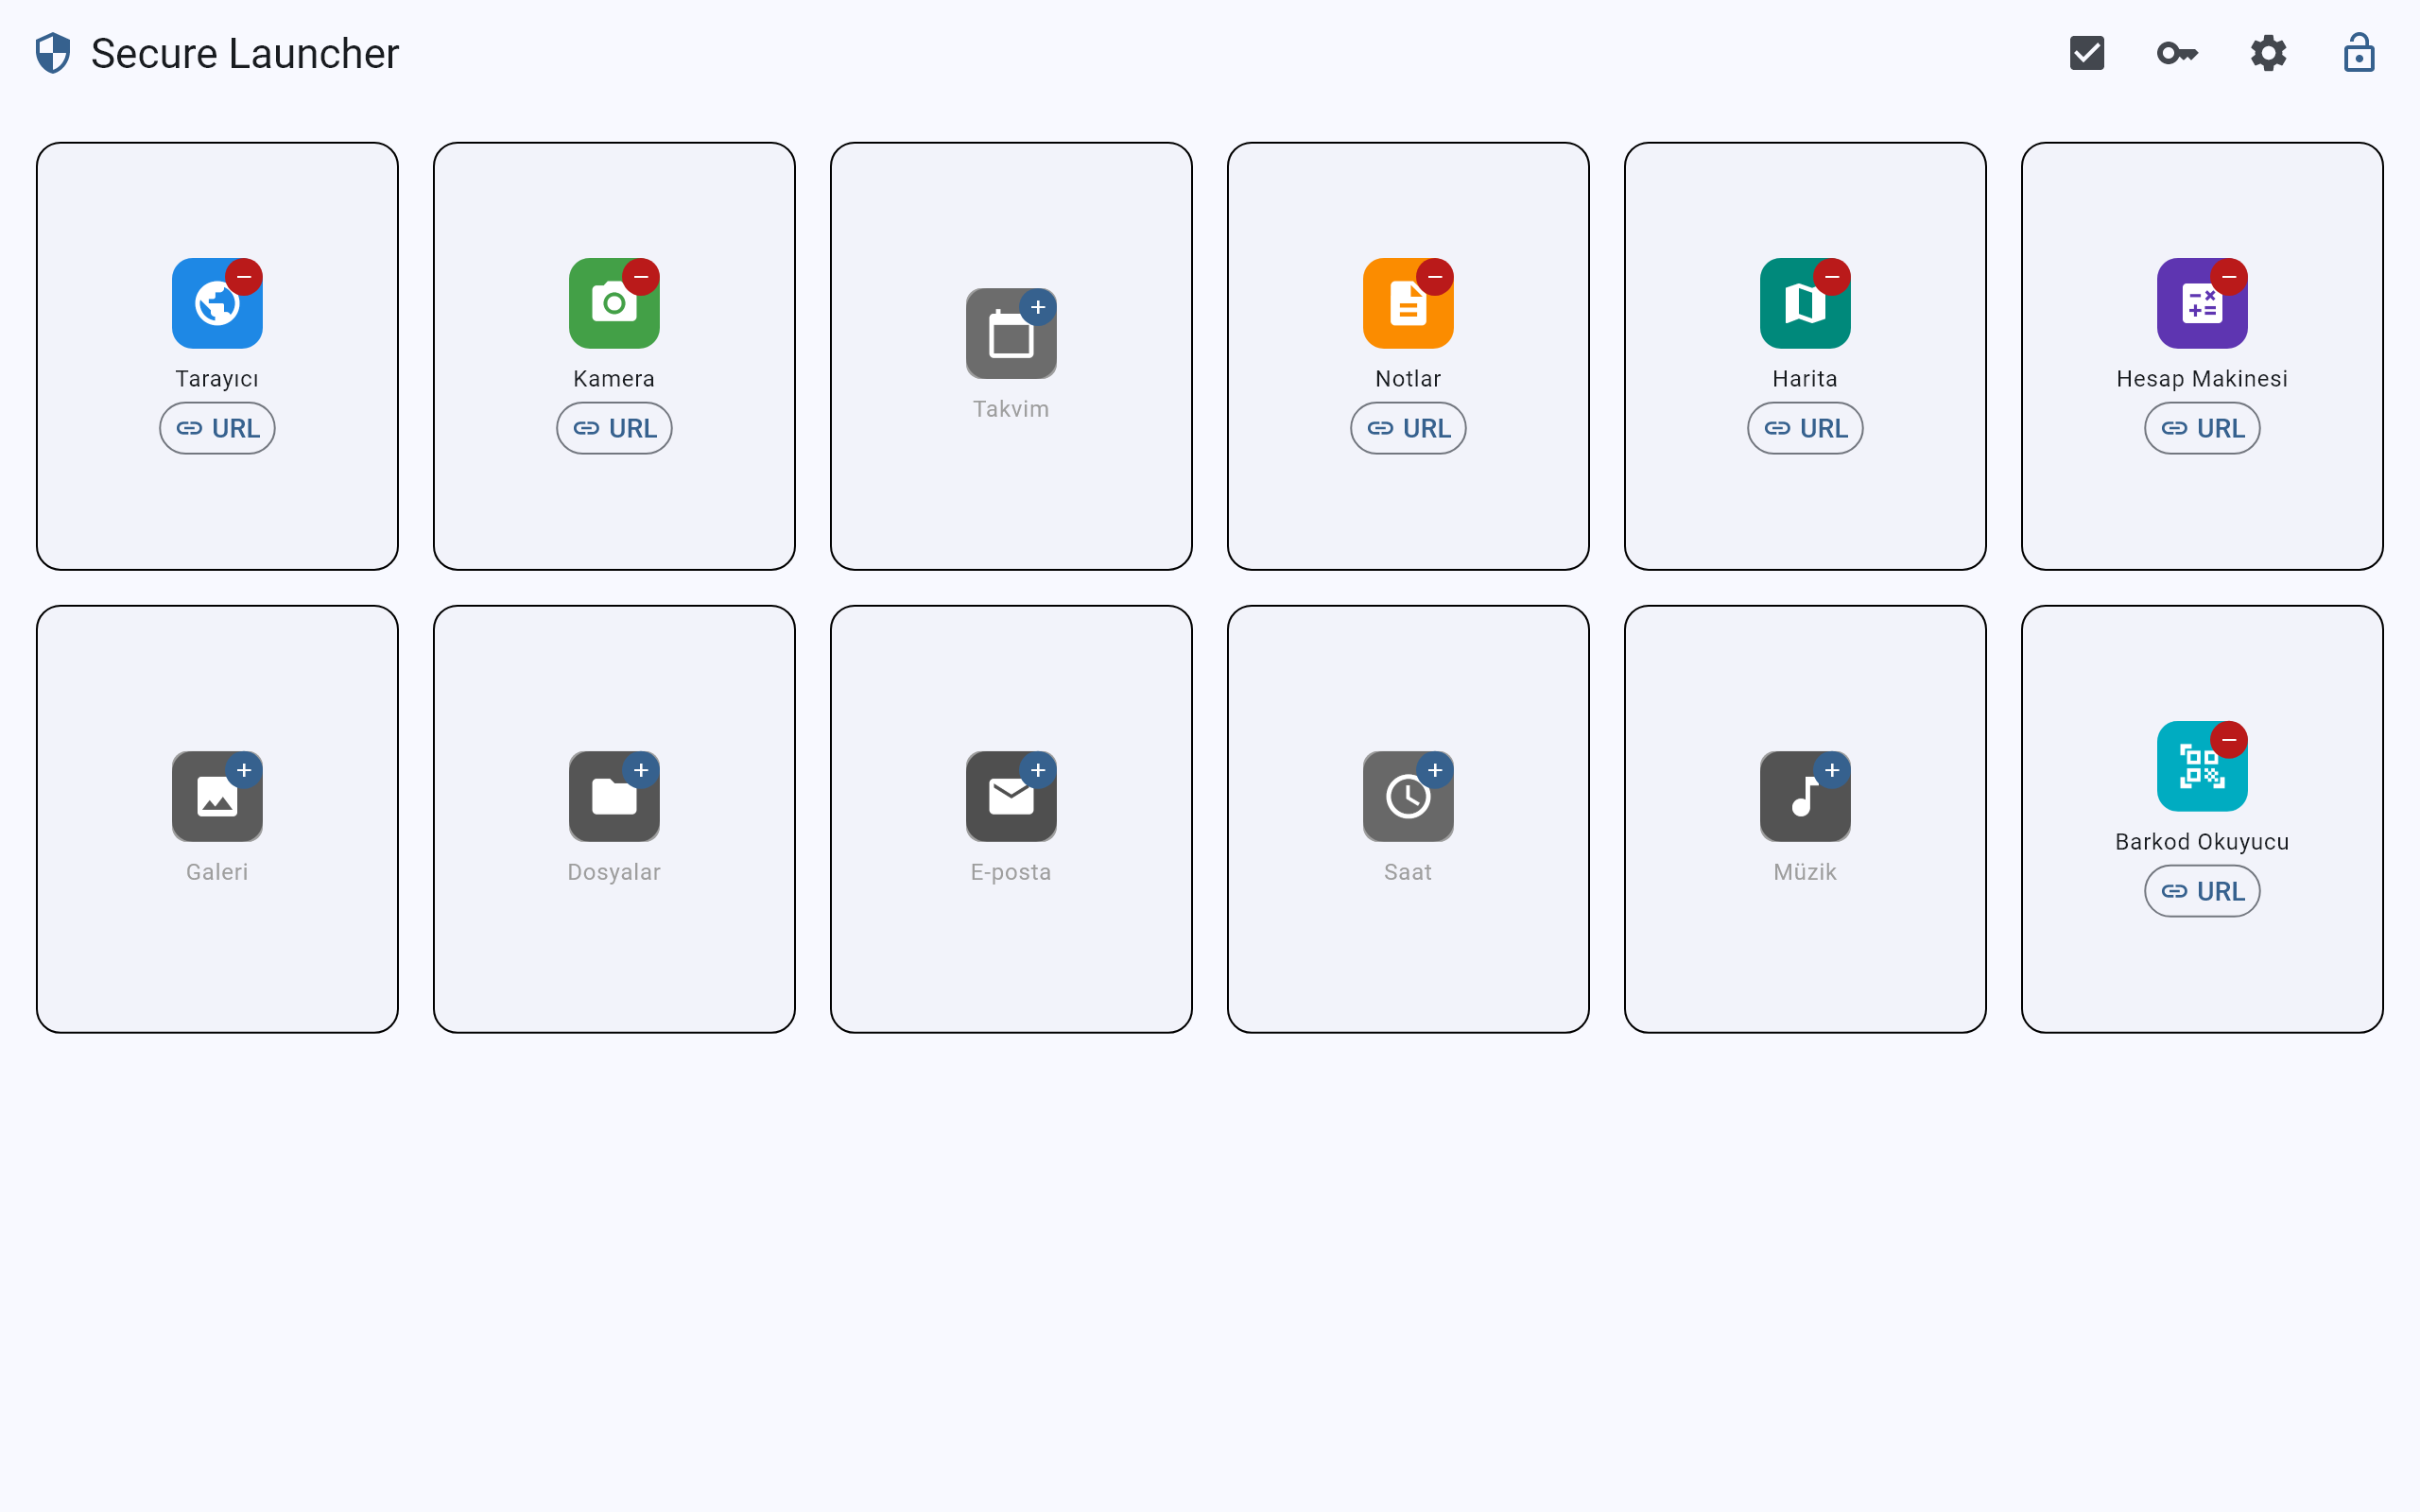 Secure Launcher
Tarayıcı
URL
Kamera
URL
Takvim
Notlar
URL
Harita
URL
Hesap Makinesi
URL
Galeri
Dosyalar
E-posta
Saat
Müzik
Barkod Okuyucu
URL